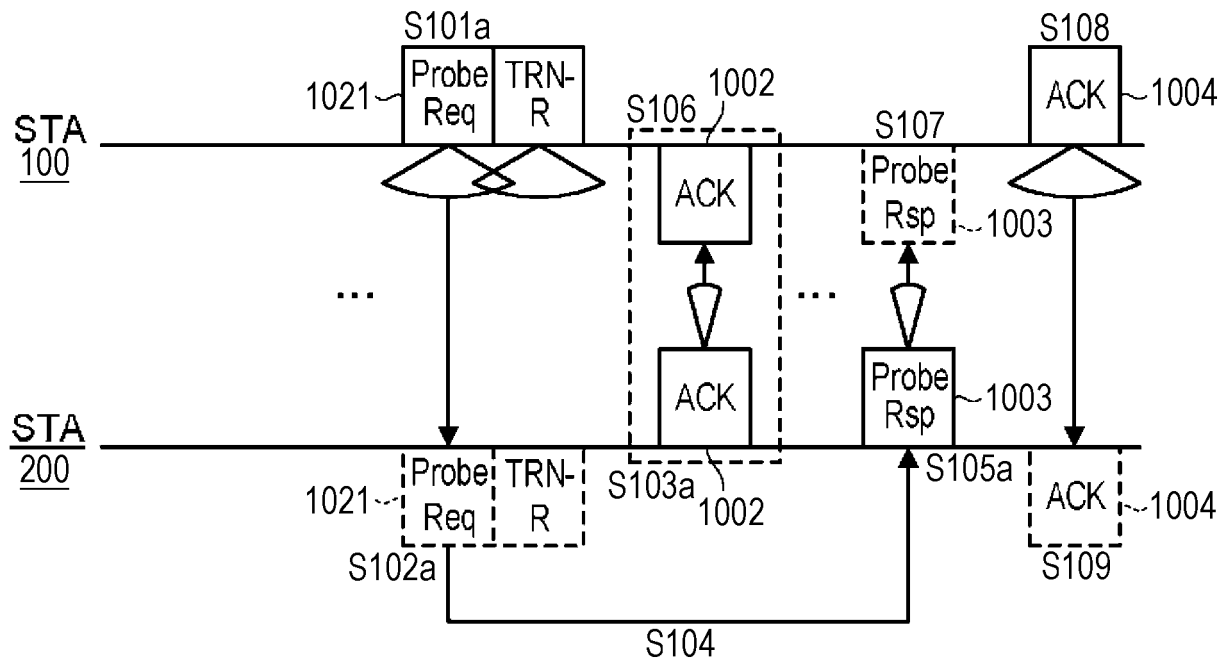 S101a
S108
1021
Probe
Req
TRN-
R
1002
S106
S107
ACK
1004
STA
100
ACK
Probe
Rsp
1003
...
...
ACK
Probe
Rsp
1003
STA
200
1021
Probe
Req
TRN-
R
S103a
1002
S105a
ACK
1004
S102a
S109
S104